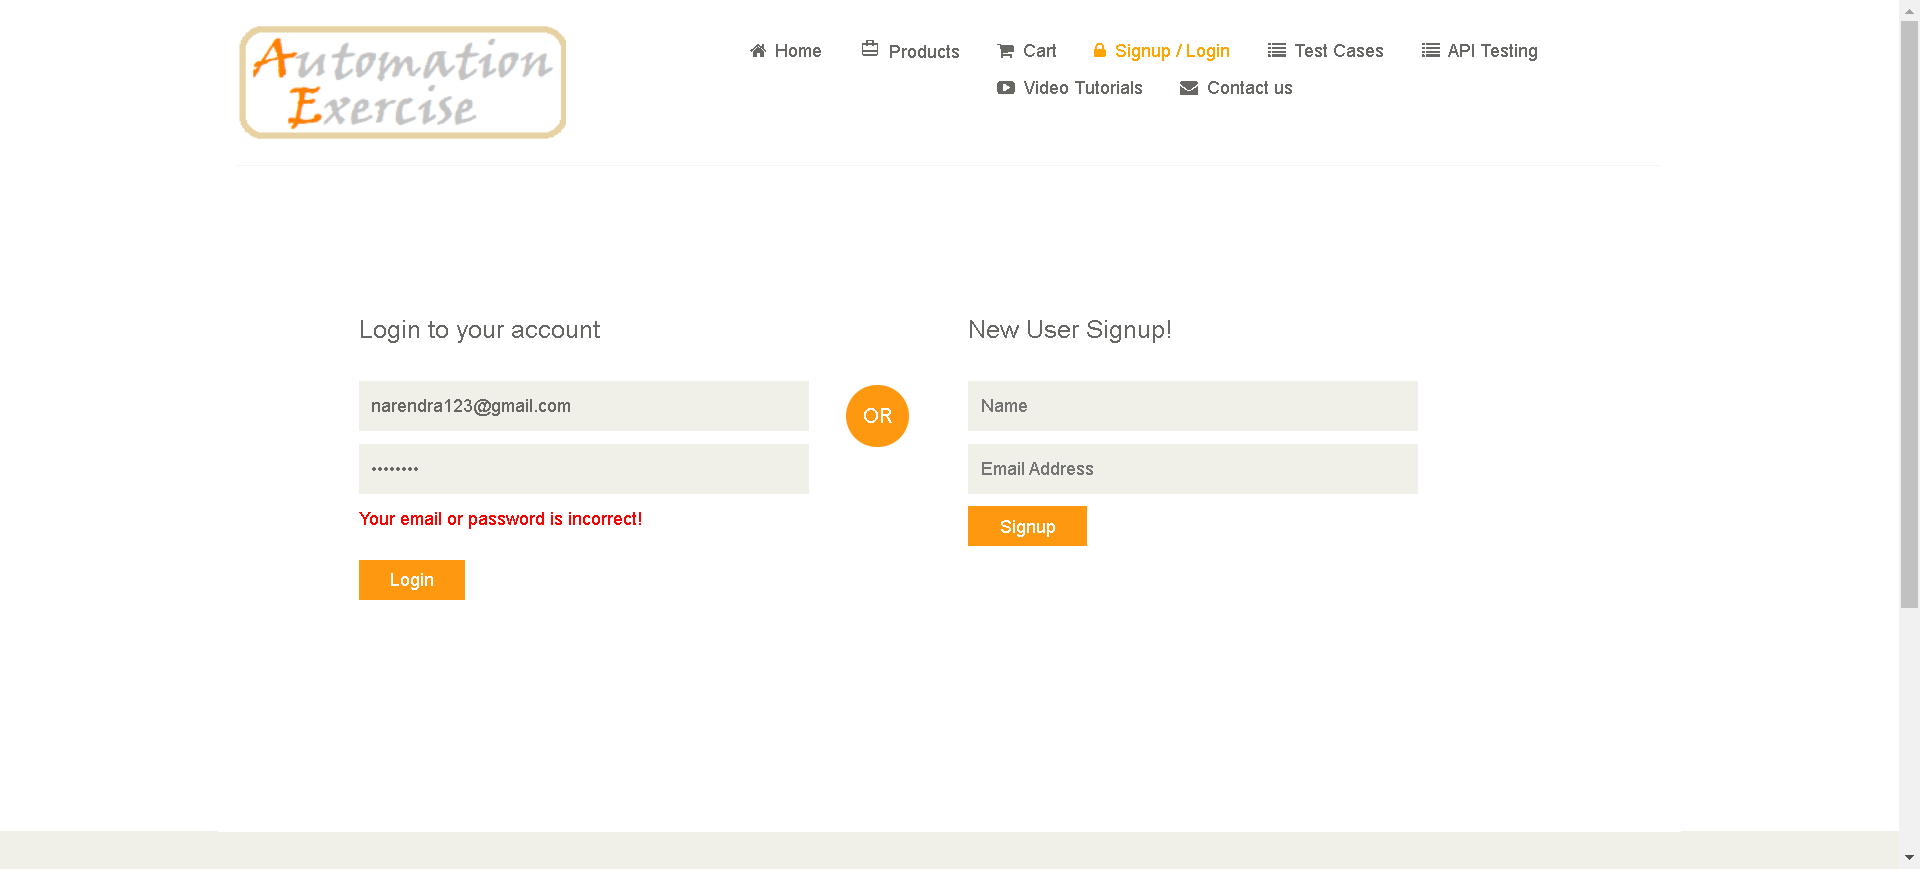 Automation
Exercise
Home Products Cart Signup / Login Test Cases API Testing
Video Tutorials Contact us
Login to your account
narendra123@gmail.com
••••••••
Your email or password is incorrect!
Login
OR
New User Signup!
Name
Email Address
Signup